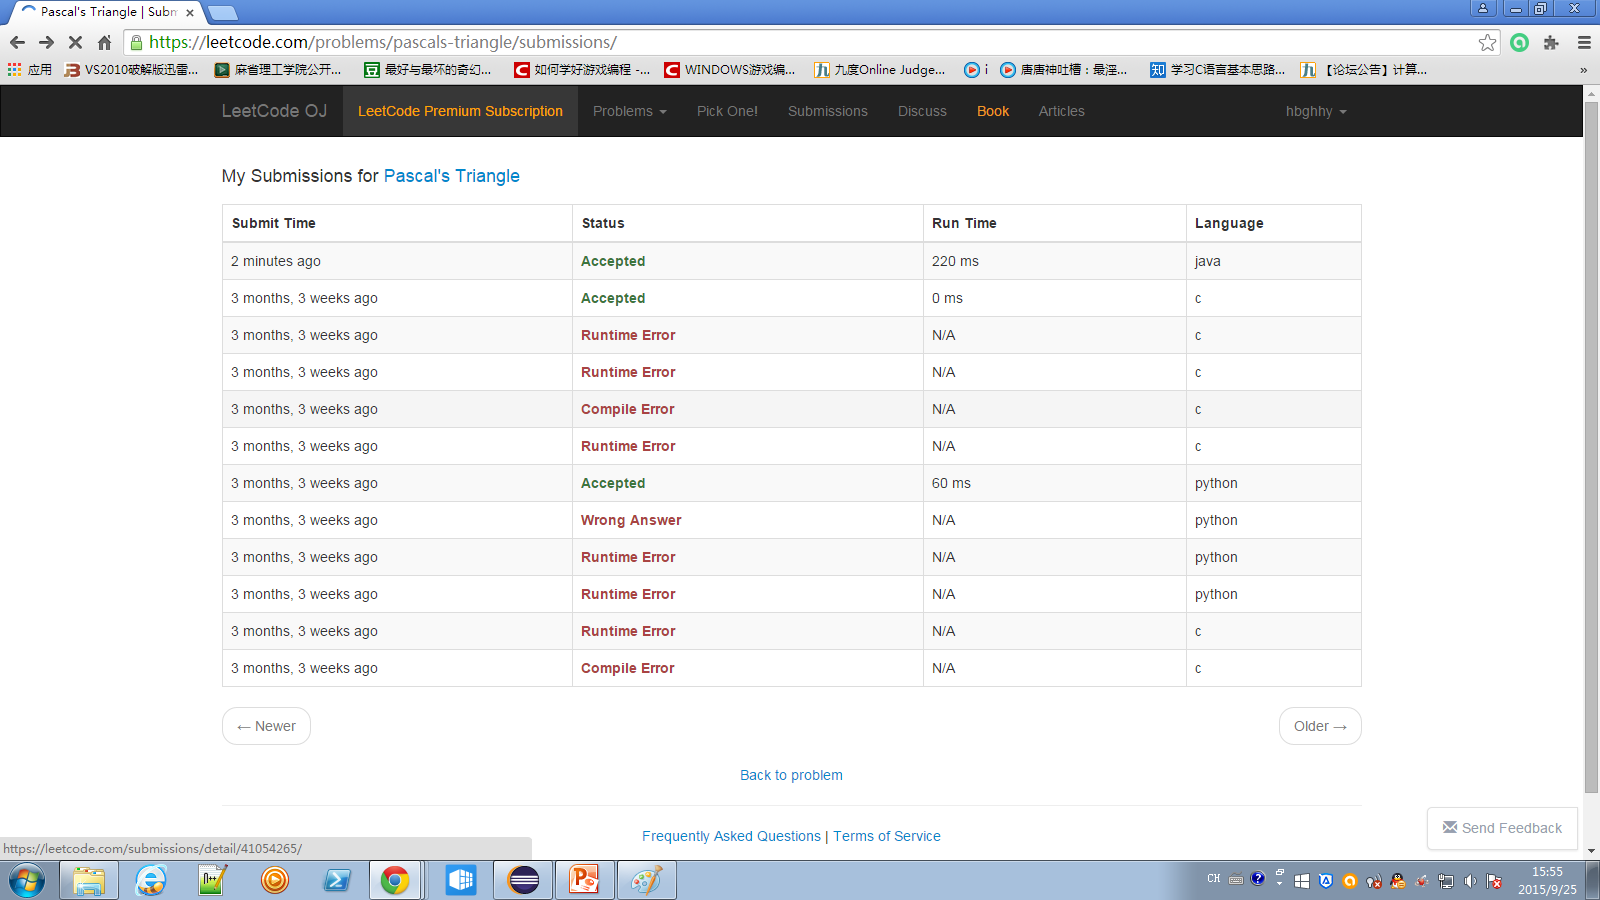 Pascal's Triangle | Subm
https://leetcode.com/problems/pascals-triangle/submissions/
应用 VS2010破解版迅雷... 麻省理工学院公开... 最好与最坏的奇幻... 如何学好游戏编程 -... WINDOWS游戏编... 九度Online Judge... i 唐唐神吐槽：最淫... 学习C语言基本思路... 【论坛公告】计算... »
LeetCode OJ LeetCode Premium Subscription Problems Pick One! Submissions Discuss Book Articles hbghhy
My Submissions for Pascal's Triangle
Submit Time Status Run Time Language
2 minutes ago Accepted 220 ms java
3 months, 3 weeks ago Accepted 0 ms c
3 months, 3 weeks ago Runtime Error N/A c
3 months, 3 weeks ago Runtime Error N/A c
3 months, 3 weeks ago Compile Error N/A c
3 months, 3 weeks ago Runtime Error N/A c
3 months, 3 weeks ago Accepted 60 ms python
3 months, 3 weeks ago Wrong Answer N/A python
3 months, 3 weeks ago Runtime Error N/A python
3 months, 3 weeks ago Runtime Error N/A python
3 months, 3 weeks ago Runtime Error N/A c
3 months, 3 weeks ago Compile Error N/A c
← Newer Older →
Back to problem
Frequently Asked Questions | Terms of Service
Send Feedback
https://leetcode.com/submissions/detail/41054265/
CH 15:55
2015/9/25